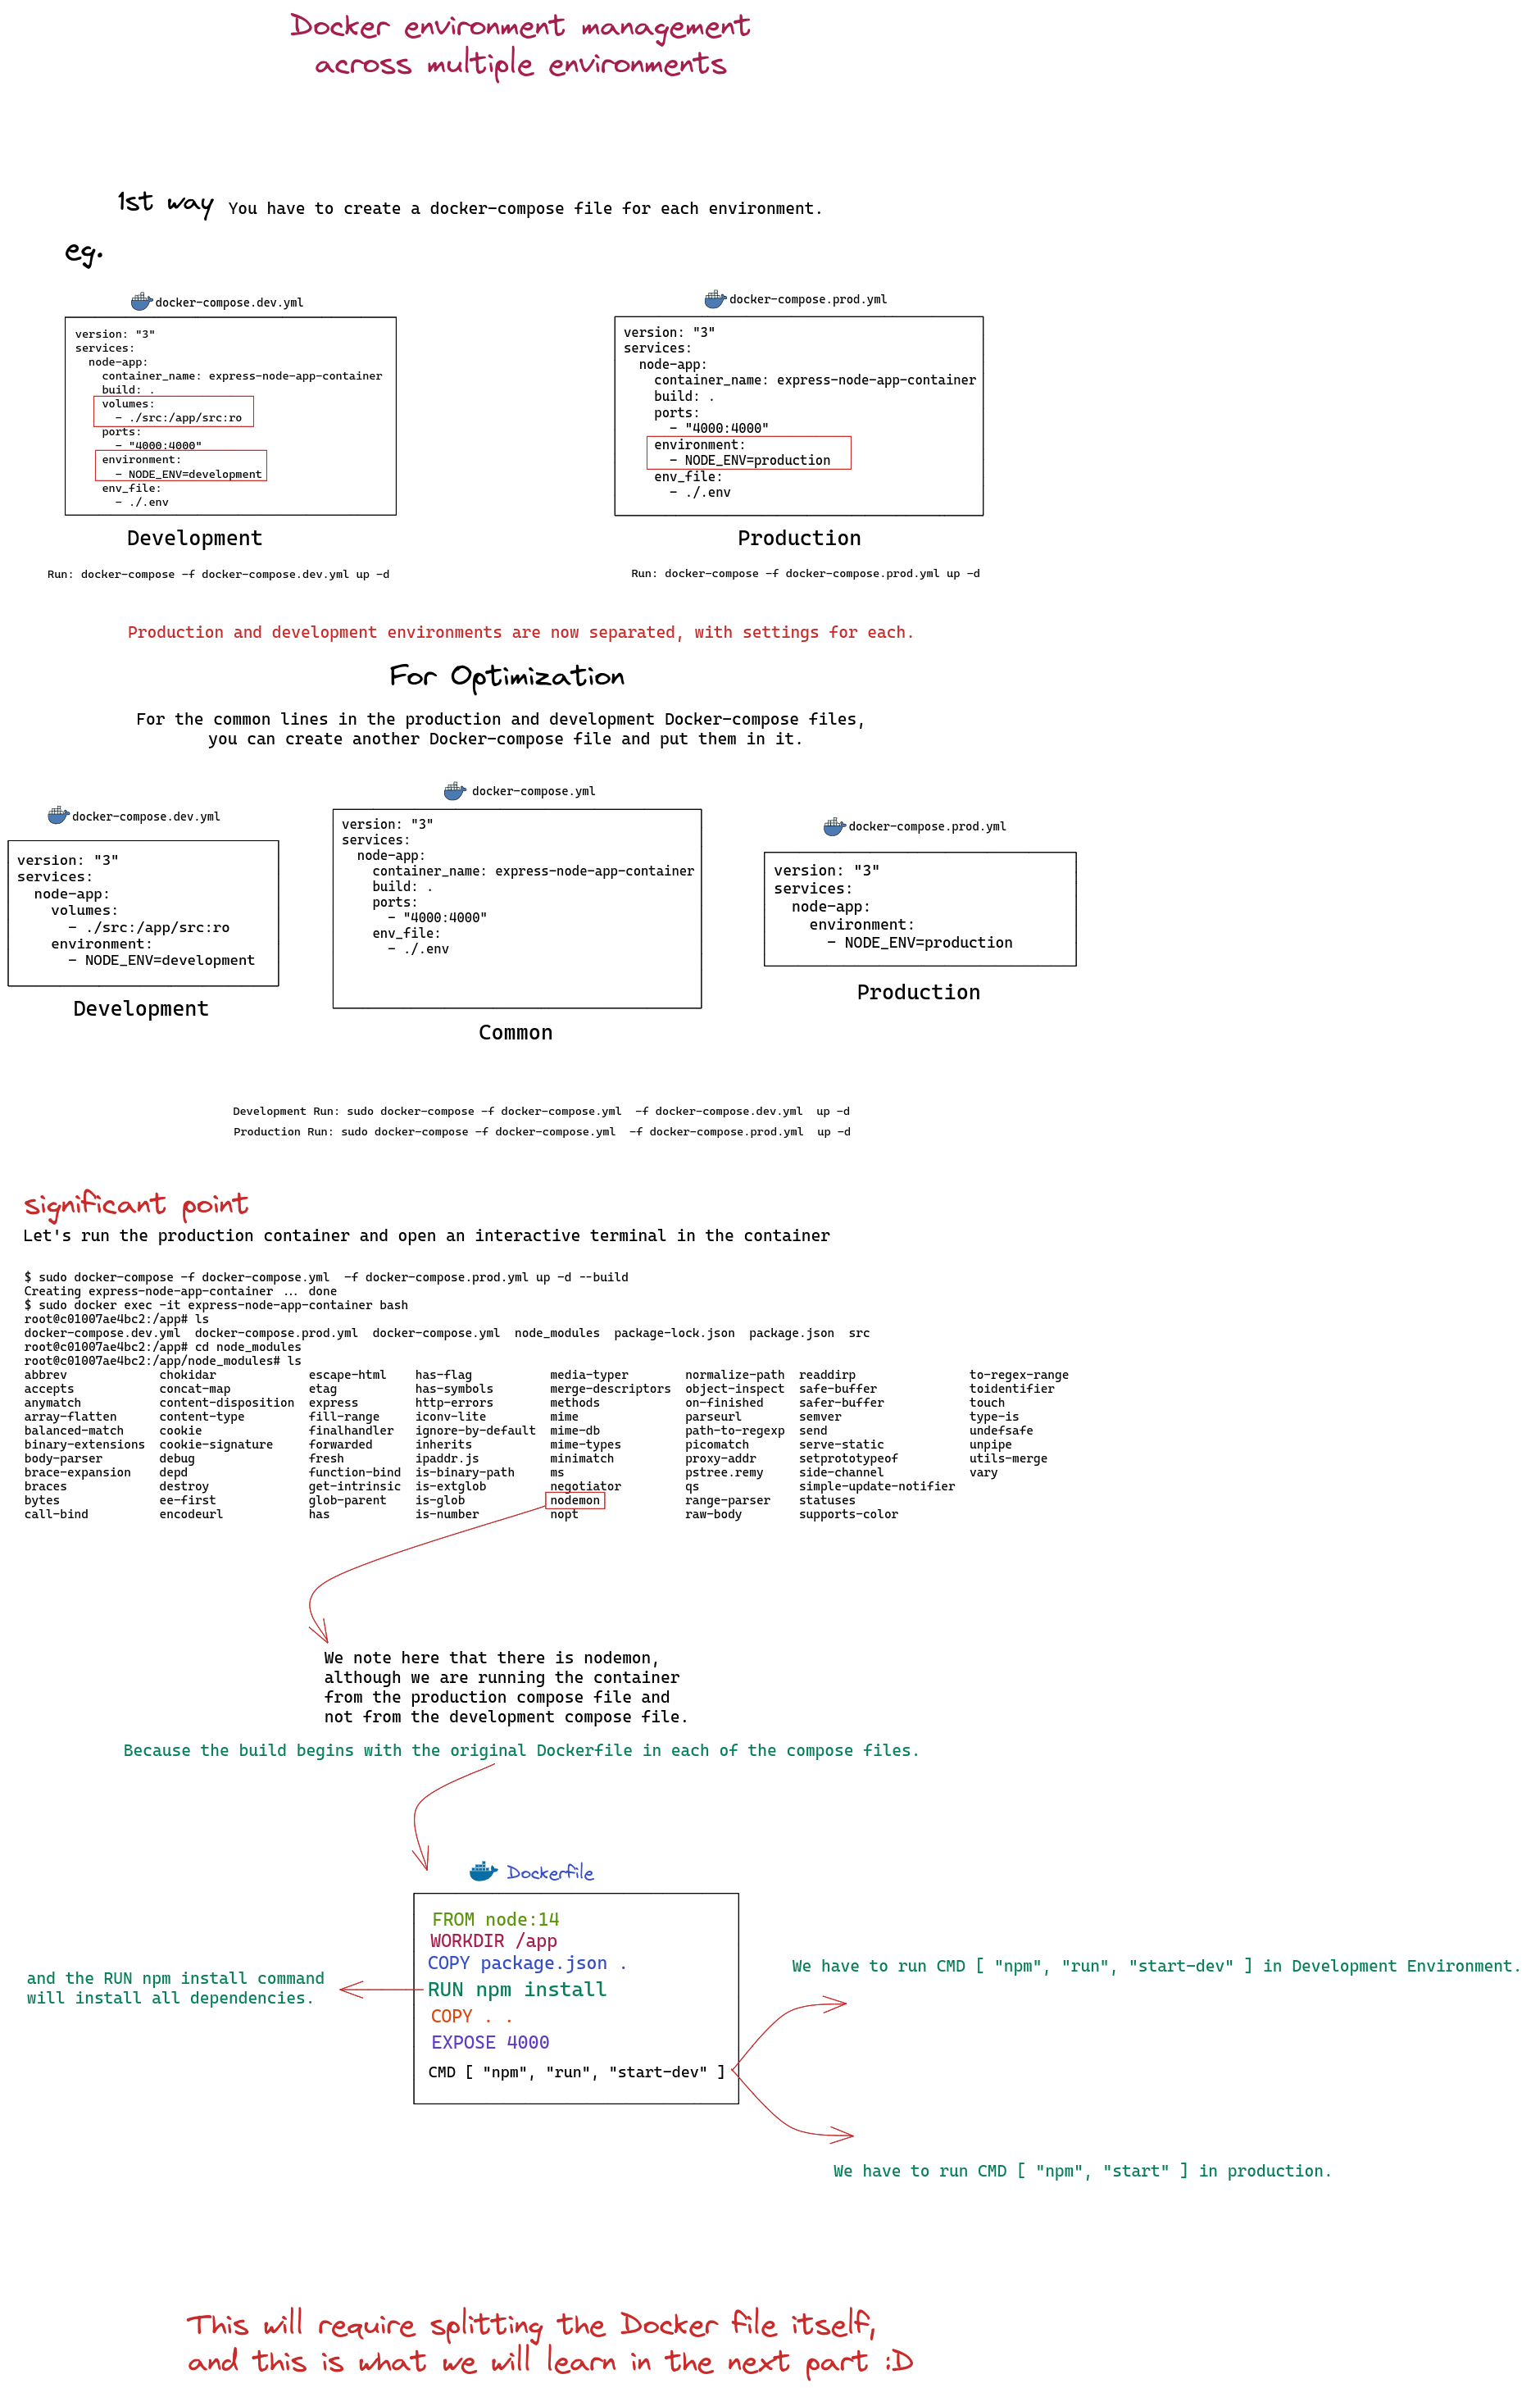 Docker environment management
across multiple environments
1st way You have to create a docker-compose file for each environment.
eg.
docker-compose.dev.yml
version: "3"
services:
  node-app:
    container_name: express-node-app-container
    build: .
    volumes:
      - ./src:/app/src:ro
    ports:
      - "4000:4000"
    environment:
      - NODE_ENV=development
    env_file:
      - ./.env
Development
Run: docker-compose -f docker-compose.dev.yml up -d
docker-compose.prod.yml
version: "3"
services:
  node-app:
    container_name: express-node-app-container
    build: .
    ports:
      - "4000:4000"
    environment:
      - NODE_ENV=production
    env_file:
      - ./.env
Production
Run: docker-compose -f docker-compose.prod.yml up -d
Production and development environments are now separated, with settings for each.
For Optimization
For the common lines in the production and development Docker-compose files,
you can create another Docker-compose file and put them in it.
docker-compose.dev.yml
version: "3"
services:
  node-app:
    volumes:
      - ./src:/app/src:ro
    environment:
      - NODE_ENV=development
Development
docker-compose.yml
version: "3"
services:
  node-app:
    container_name: express-node-app-container
    build: .
    ports:
      - "4000:4000"
    env_file:
      - ./.env
Common
docker-compose.prod.yml
version: "3"
services:
  node-app:
    environment:
      - NODE_ENV=production
Production
Development Run: sudo docker-compose -f docker-compose.yml  -f docker-compose.dev.yml  up -d
Production Run: sudo docker-compose -f docker-compose.yml  -f docker-compose.prod.yml  up -d
significant point
Let's run the production container and open an interactive terminal in the container
$ sudo docker-compose -f docker-compose.yml  -f docker-compose.prod.yml up -d --build
Creating express-node-app-container ... done
$ sudo docker exec -it express-node-app-container bash
root@c01007ae4bc2:/app# ls
docker-compose.dev.yml  docker-compose.prod.yml  docker-compose.yml  node_modules  package-lock.json  package.json  src
root@c01007ae4bc2:/app# cd node_modules
root@c01007ae4bc2:/app/node_modules# ls
abbrev chokidar escape-html has-flag media-typer normalize-path readdirp to-regex-range
accepts concat-map etag has-symbols merge-descriptors object-inspect safe-buffer toidentifier
anymatch content-disposition express http-errors methods on-finished safer-buffer touch
array-flatten content-type fill-range iconv-lite mime parseurl semver type-is
balanced-match cookie finalhandler ignore-by-default mime-db path-to-regexp send undefsafe
binary-extensions cookie-signature forwarded inherits mime-types picomatch serve-static unpipe
body-parser debug fresh ipaddr.js minimatch proxy-addr setprototypeof utils-merge
brace-expansion depd function-bind is-binary-path ms pstree.remy side-channel vary
braces destroy get-intrinsic is-extglob negotiator qs simple-update-notifier
bytes ee-first glob-parent is-glob nodemon range-parser statuses
call-bind encodeurl has is-number nopt raw-body supports-color
We note here that there is nodemon,
although we are running the container
from the production compose file and
not from the development compose file.
Because the build begins with the original Dockerfile in each of the compose files.
Dockerfile
FROM node:14
WORKDIR /app
COPY package.json .
RUN npm install
COPY . .
EXPOSE 4000
CMD [ "npm", "run", "start-dev" ]
and the RUN npm install command
will install all dependencies.
We have to run CMD [ "npm", "run", "start-dev" ] in Development Environment.
We have to run CMD [ "npm", "start" ] in production.
This will require splitting the Docker file itself,
and this is what we will learn in the next part :D